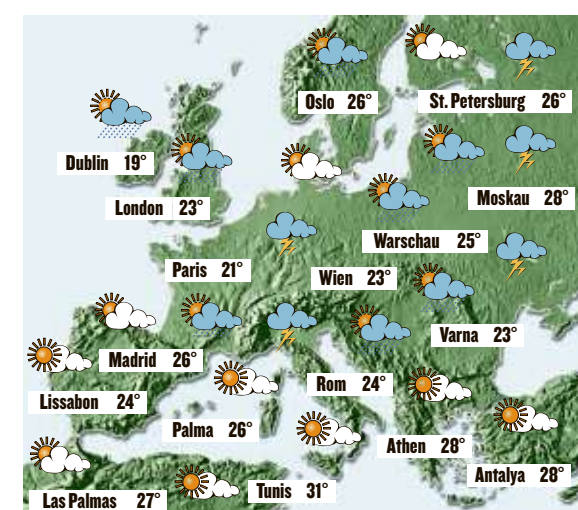 Oslo 26°
St. Petersburg 26°
Dublin 19°
London 23°
Moskau 28°
Warschau 25°
Paris 21°
Wien 23°
Varna 23°
Madrid 26°
Rom 24°
Lissabon 24°
Palma 26°
Athen 28°
Antalya 28°
Las Palmas 27°
Tunis 31°